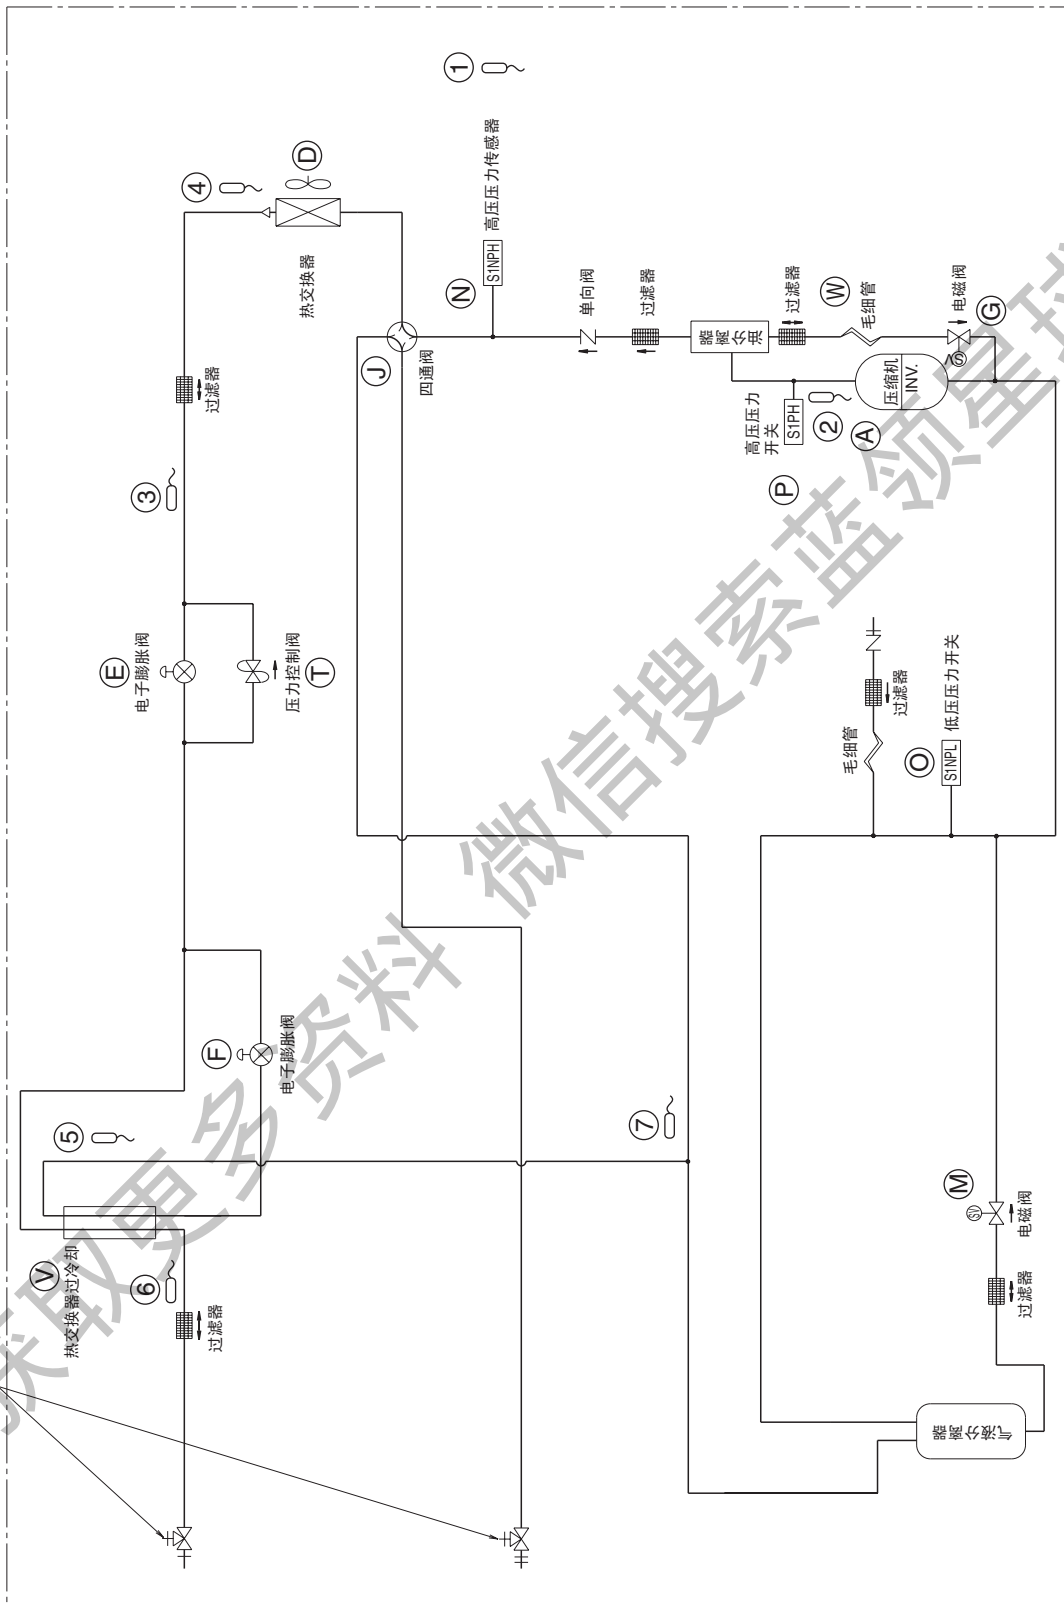 1
4
D
热交换器
高压压力传感器
S1NPH
N
J
四通阀
单向阀
过滤器
油分离器
过滤器
W
毛细管
电磁阀
G
SV
压缩机
INV.
高压压力
开关
S1PH
2
A
P
过滤器
3
E
电子膨胀阀
压力控制阀
T
过滤器
毛细管
O
S1NPL
低压压力开关
F
电子膨胀阀
5
7
V
热交换器过冷却
6
过滤器
M
SV
电磁阀
过滤器
气液分离器
获取更多资料 微信搜索蓝领星球